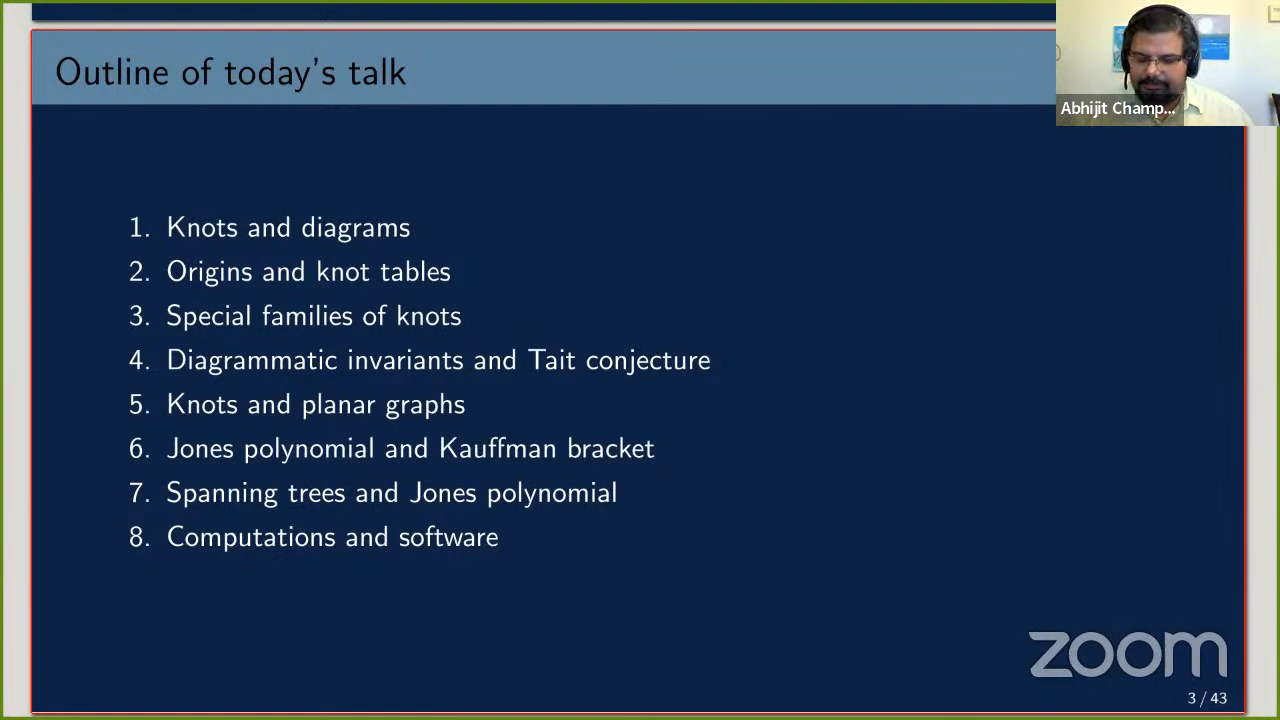 Outline of today's talk
Abhijit Champ...
1. Knots and diagrams
2. Origins and knot tables
3. Special families of knots
4. Diagrammatic invariants and Tait conjecture
5. Knots and planar graphs
6. Jones polynomial and Kauffman bracket
7. Spanning trees and Jones polynomial
8. Computations and software
zoom
3 / 43